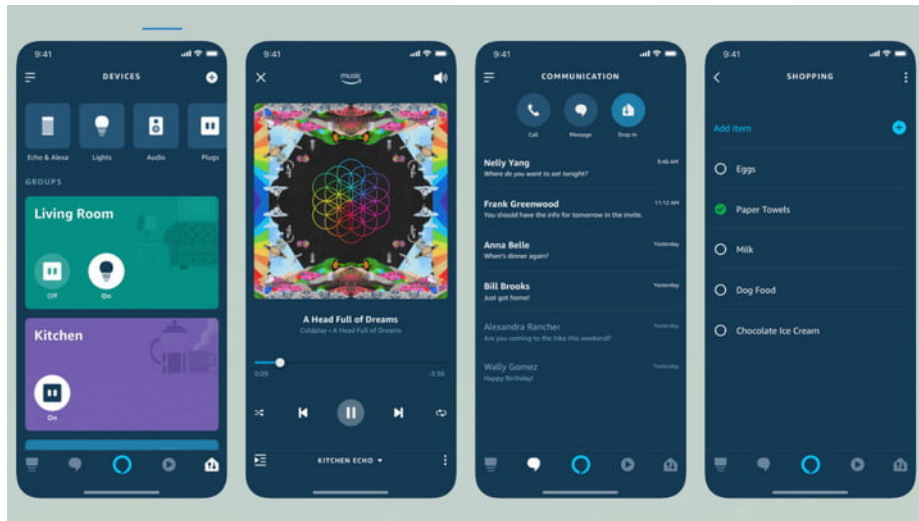 9:41
DEVICES
Echo & Alexa
Lights
Audio
Plugs
GROUPS
Living Room
Off
On
Kitchen
On
9:41
music
A Head Full of Dreams
Coldplay • A Head Full of Dreams
0:09
-3:56
KITCHEN ECHO
9:41
COMMUNICATION
Call
Message
Drop in
Nelly Yang
9:46 AM
Where do you want to eat tonight?
Frank Greenwood
11:12 AM
You should have the info for tomorrow in the invite.
Anna Belle
Yesterday
When's dinner again?
Bill Brooks
Yesterday
Just got home!
Alexandra Rancher
Yesterday
Are you coming to the hike this weekend?
Wally Gomez
Yesterday
Happy Birthday!
9:41
SHOPPING
Add Item
Eggs
Paper Towels
Milk
Dog Food
Chocolate Ice Cream